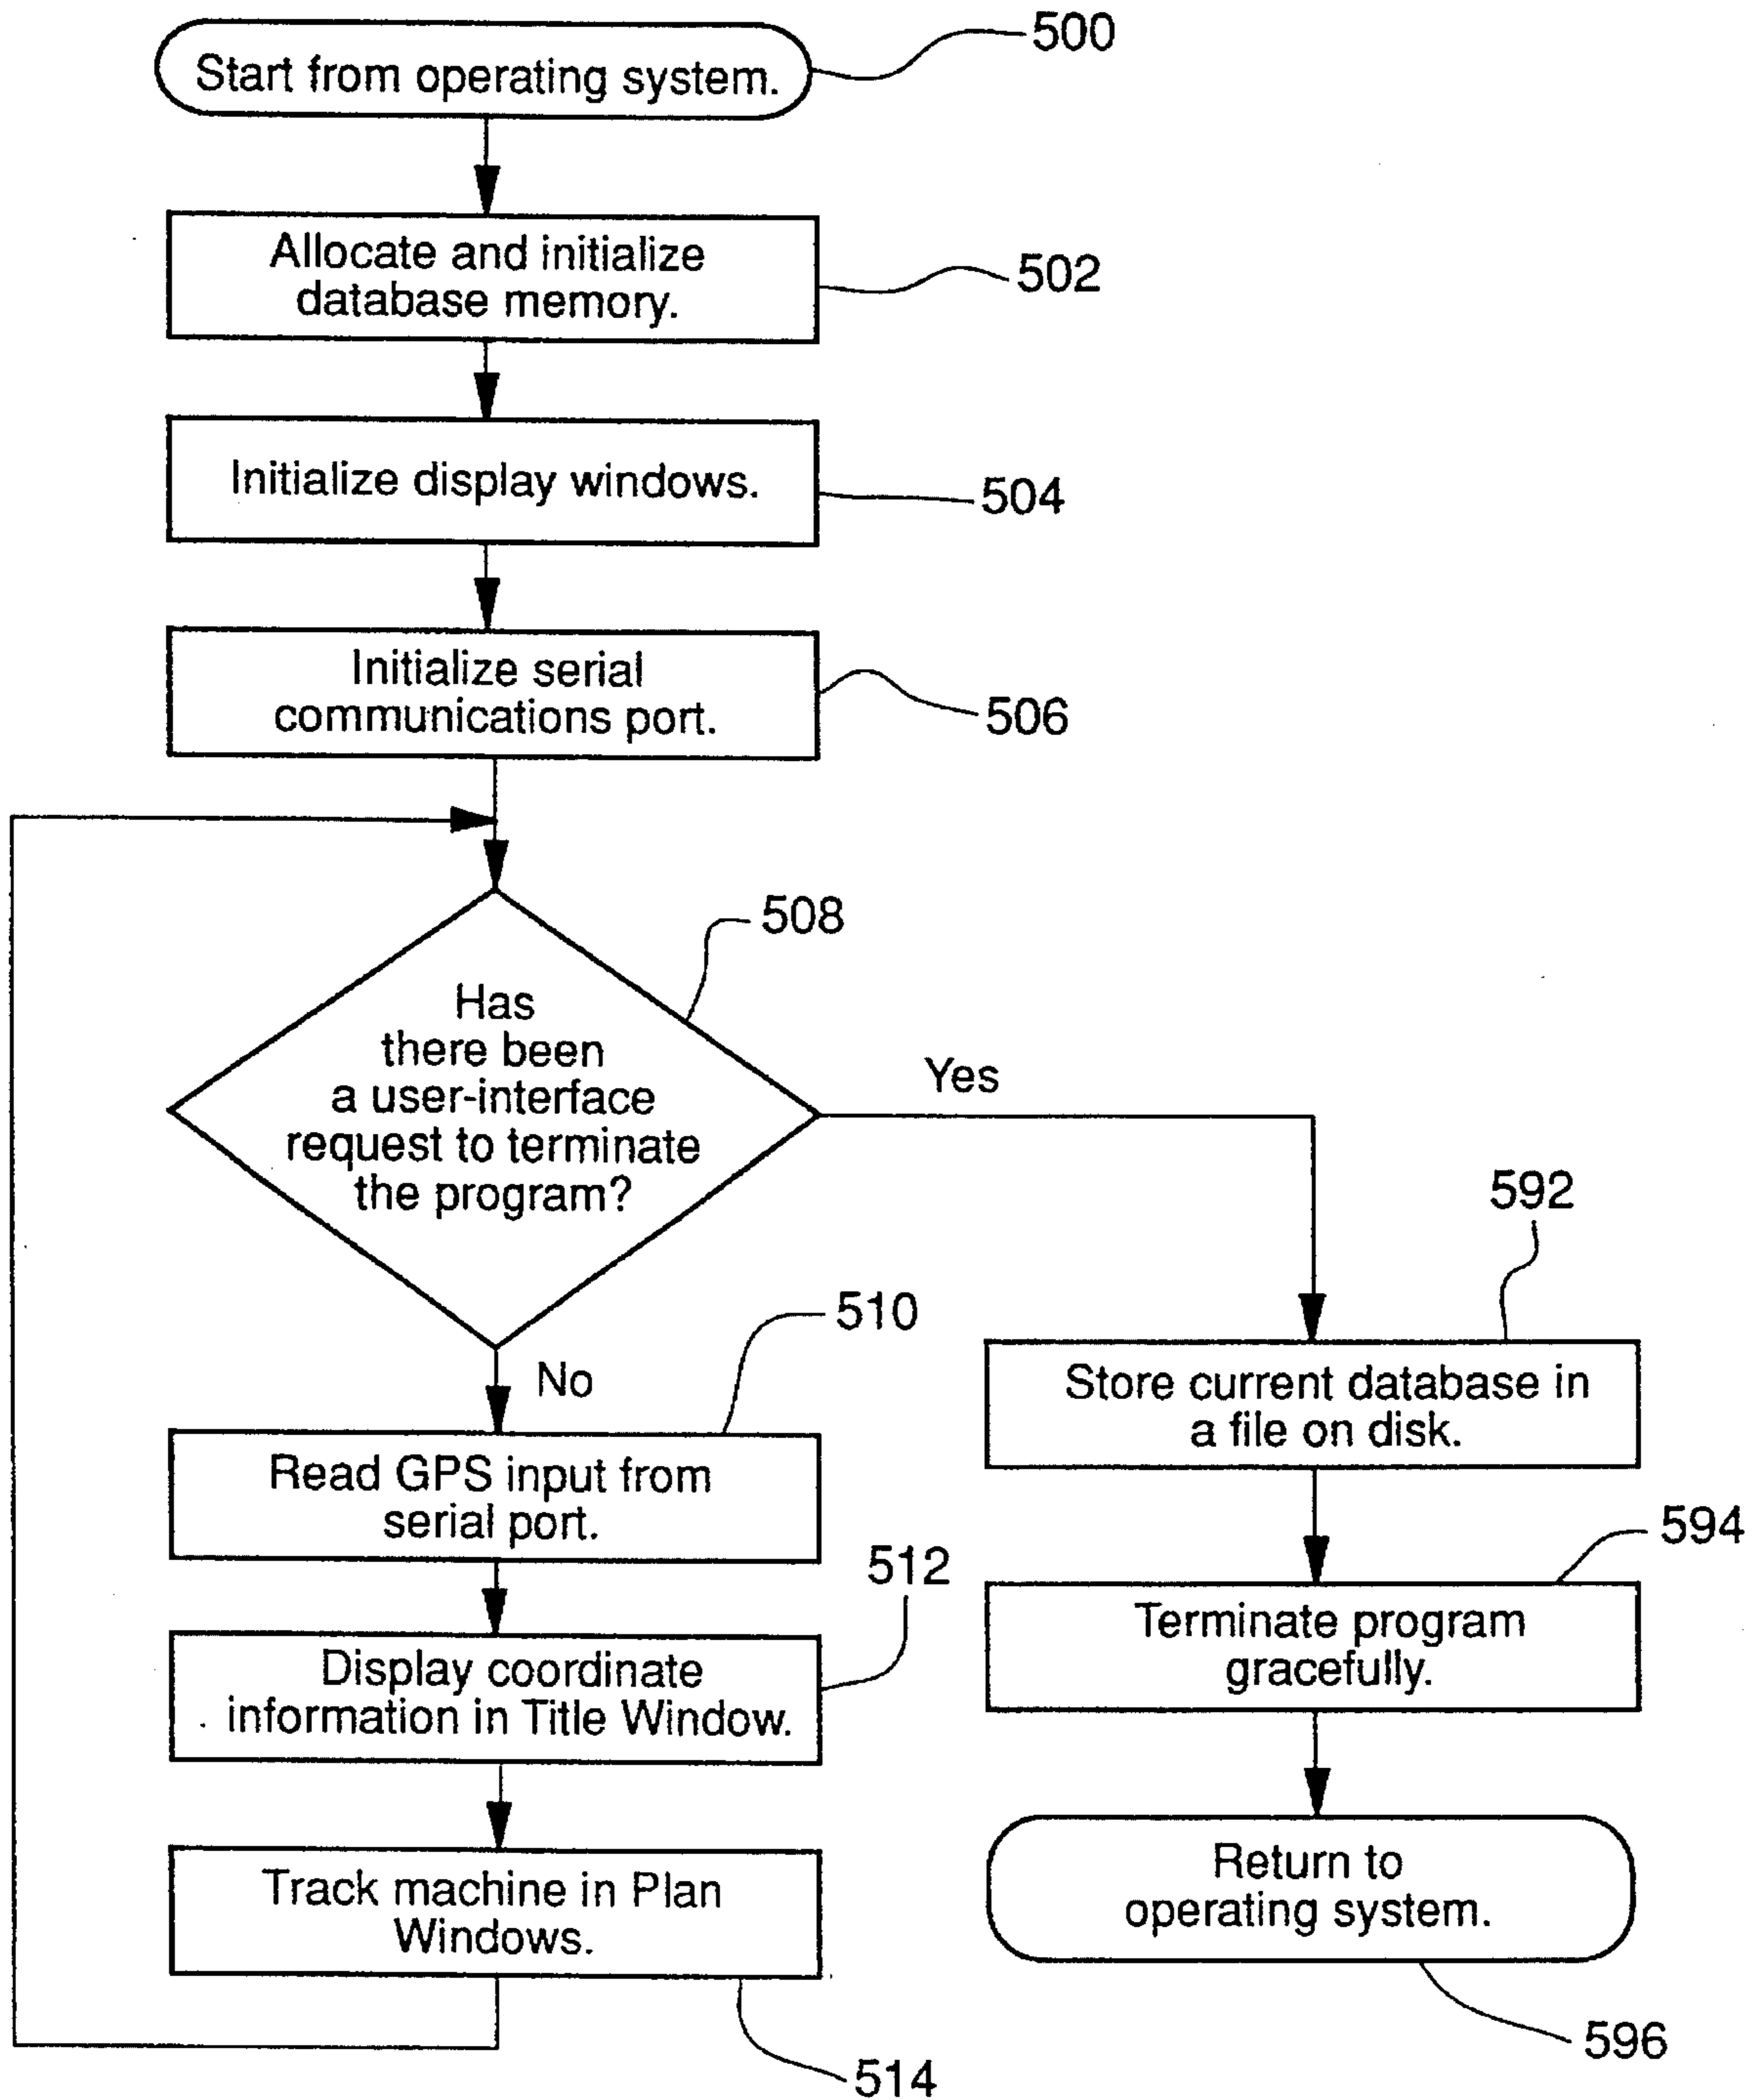 Start from operating system.
500
Allocate and initialize
database memory.
502
Initialize display windows.
504
Initialize serial
communications port.
506
508
Has
there been
a user-interface
request to terminate
the program?
Yes
No
510
Read GPS input from
serial port.
512
Display coordinate
information in Title Window.
Track machine in Plan
Windows.
514
592
Store current database in
a file on disk.
594
Terminate program
gracefully.
Return to
operating system.
596